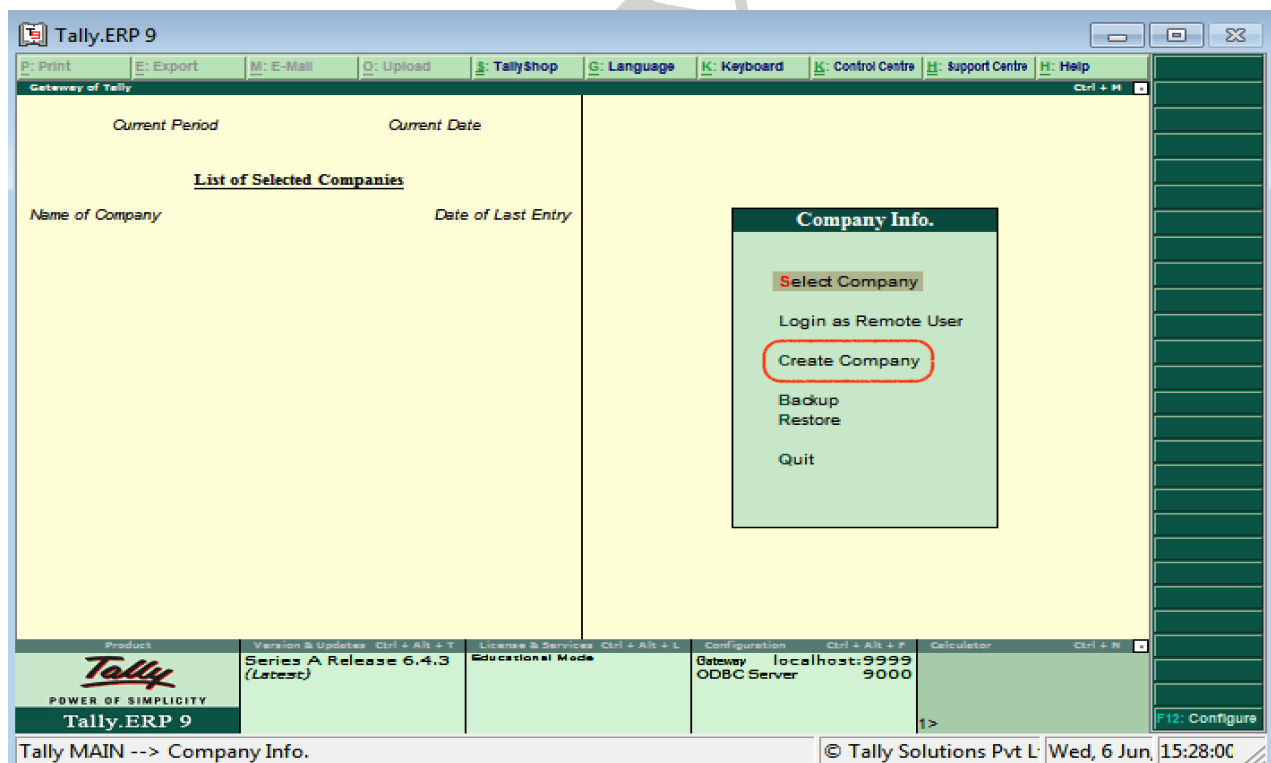 Tally.ERP 9
P: Print E: Export M: E-Mail O: Upload S: TallyShop G: Language K: Keyboard K: Control Centre H: Support Centre H: Help
Gateway of Tally Ctrl + M
Current Period Current Date
List of Selected Companies
Name of Company Date of Last Entry
Company Info.
Select Company
Login as Remote User
Create Company
Backup
Restore
Quit
Product Version & Updates Ctrl + Alt + T License & Services Ctrl + Alt + L Configuration Ctrl + Alt + F Calculator Ctrl + N
Tally
POWER OF SIMPLICITY
Tally.ERP 9
Series A Release 6.4.3
(Latest)
Educational Mode
Gateway localhost:9999
ODBC Server 9000
1>
F12: Configure
Tally MAIN --> Company Info. © Tally Solutions Pvt L Wed, 6 Jun, 15:28:00